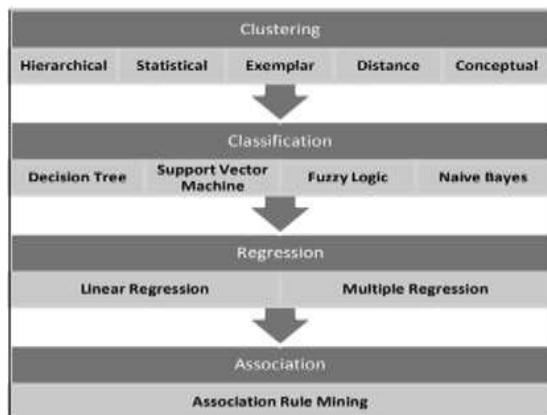 Clustering
Hierarchical Statistical Exemplar Distance Conceptual
Classification
Decision Tree Support Vector Machine Fuzzy Logic Naive Bayes
Regression
Linear Regression Multiple Regression
Association
Association Rule Mining